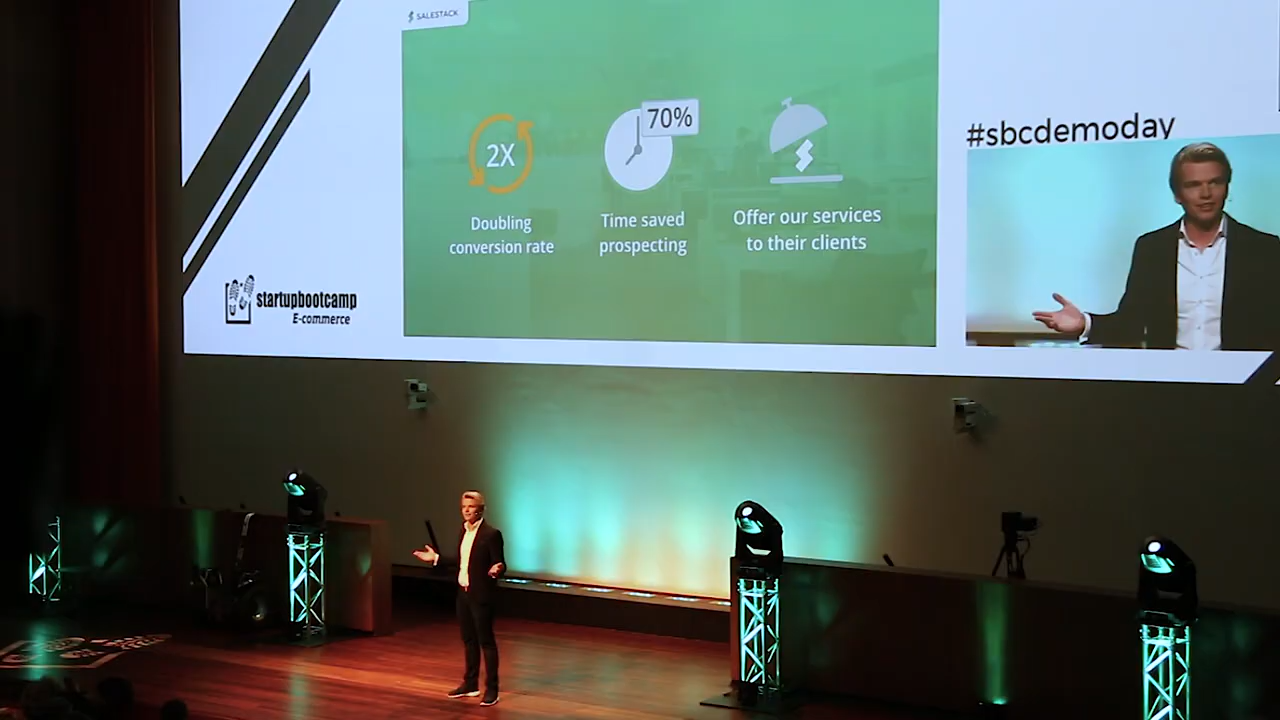 SALESTACK
2X
70%
Doubling
conversion rate
Time saved
prospecting
Offer our services
to their clients
#sbcdemoday
startupbootcamp
E-commerce